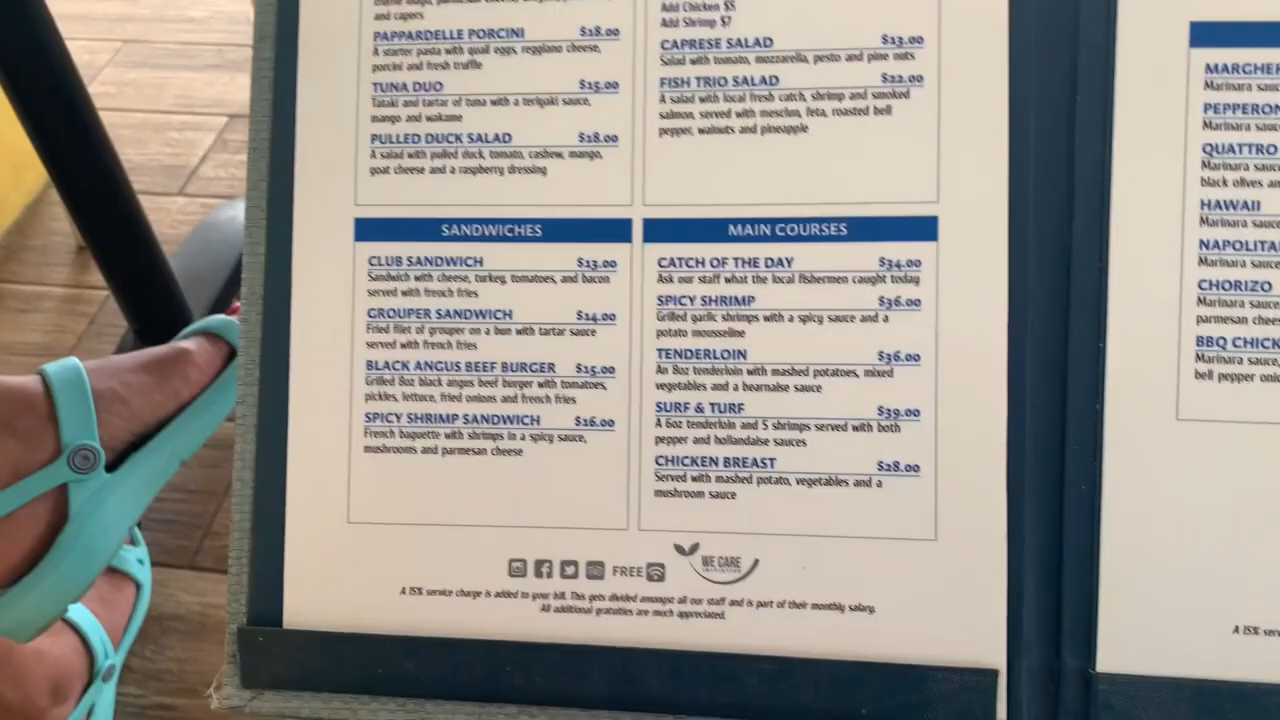 and capers
PAPPARDELLE PORCINI $18.00
A starter pasta with quail eggs, reggiano cheese,
porcini and fresh truffle
TUNA DUO $15.00
Tataki and tartar of tuna with a teriyaki sauce,
mango and wakame
PULLED DUCK SALAD $18.00
A salad with pulled duck, tomato, cashew, mango,
goat cheese and a raspberry dressing
Add Chicken $5
Add Shrimp $7
CAPRESE SALAD $13.00
Salad with tomato, mozzarella, pesto and pine nuts
FISH TRIO SALAD $22.00
A salad with local fresh catch, shrimp and smoked
salmon, served with mesclun, feta, roasted bell
pepper, walnuts and pineapple
SANDWICHES
CLUB SANDWICH $13.00
Sandwich with cheese, turkey, tomatoes, and bacon
served with french fries
GROUPER SANDWICH $14.00
Fried filet of grouper on a bun with tartar sauce
served with french fries
BLACK ANGUS BEEF BURGER $15.00
Grilled 8oz black angus beef burger with tomatoes,
pickles, lettuce, fried onions and french fries
SPICY SHRIMP SANDWICH $16.00
French baguette with shrimps in a spicy sauce,
mushrooms and parmesan cheese
MAIN COURSES
CATCH OF THE DAY $34.00
Ask our staff what the local fishermen caught today
SPICY SHRIMP $36.00
Grilled garlic shrimps with a spicy sauce and a
potato mousseline
TENDERLOIN $36.00
An 8oz tenderloin with mashed potatoes, mixed
vegetables and a bearnaise sauce
SURF & TURF $39.00
A 6oz tenderloin and 5 shrimps served with both
pepper and hollandaise sauces
CHICKEN BREAST $28.00
Served with mashed potato, vegetables and a
mushroom sauce
FREE
WE CARE
INITIATIVE
A 15% service charge is added to your bill. This gets divided amongst all our staff and is part of their monthly salary.
All additional gratuities are much appreciated.
MARGHER
Marinara sauc
PEPPERON
Marinara sauc
QUATTRO
Marinara sauc
black olives an
HAWAII
Marinara sauce
NAPOLITA
Marinara sauce
CHORIZO
Marinara sauce
parmesan chee
BBQ CHICK
Marinara sauce,
bell pepper onio
A 15% serv